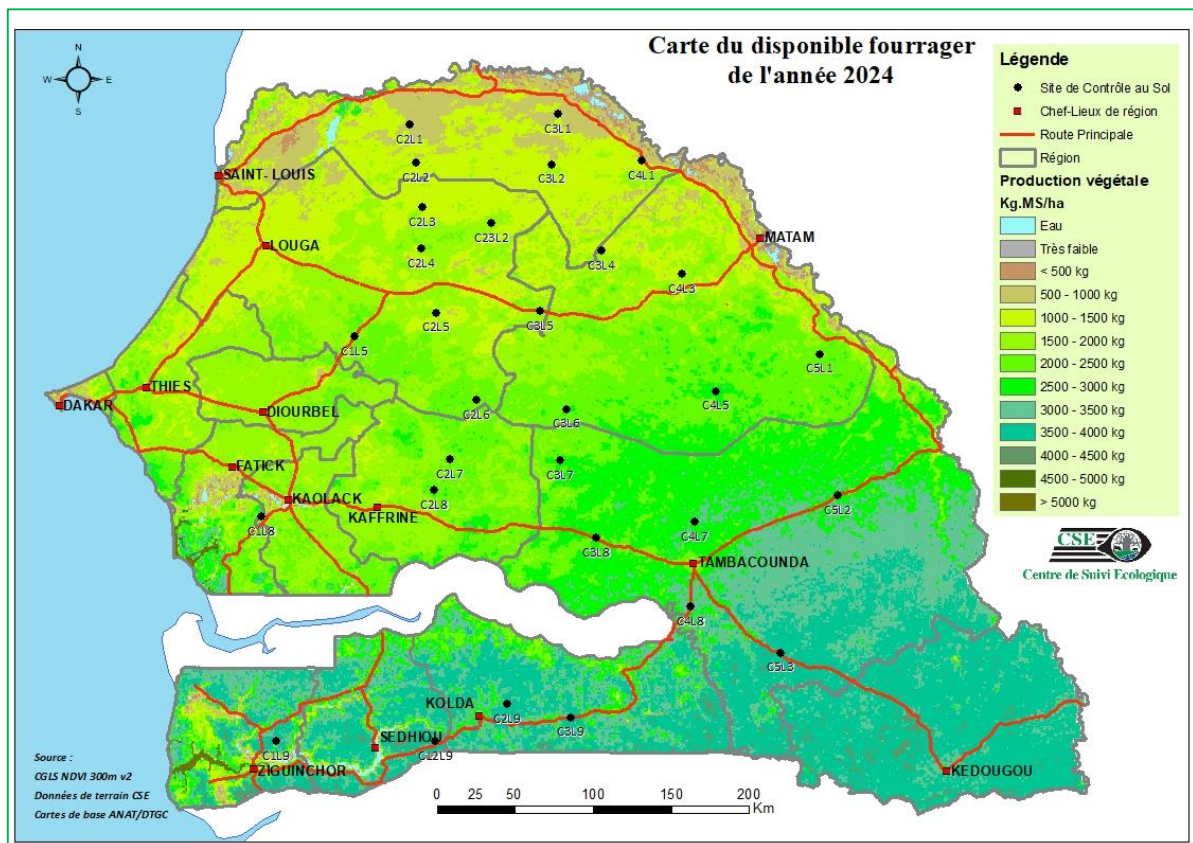 Carte du disponible fourrager
de l'année 2024
N
W
E
S
Légende
Site de Contrôle au Sol
Chef-Lieux de région
Route Principale
Région
Production végétale
Kg.MS/ha
Eau
Très faible
< 500 kg
500 - 1000 kg
1000 - 1500 kg
1500 - 2000 kg
2000 - 2500 kg
2500 - 3000 kg
3000 - 3500 kg
3500 - 4000 kg
4000 - 4500 kg
4500 - 5000 kg
> 5000 kg
CSE
Centre de Suivi Ecologique
C2L1
C3L1
C2L2
C3L2
C4L1
SAINT- LOUIS
C2L3
C23L2
MATAM
LOUGA
C2L4
C3L4
C4L3
C2L5
C3L5
C1L5
C5L1
THIES
C4L5
DAKAR
DIOURBEL
C2L6
C3L6
FATICK
C2L7
C3L7
KAOLACK
C2L8
C5L2
KAFFRINE
C1L8
C4L7
C3L8
TAMBACOUNDA
C4L8
C5L3
KOLDA
C2L9
C3L9
SEDHIOU
C1L9
C12L9
ZIGUINCHOR
KEDOUGOU
Source :
CGLS NDVI 300m v2
Données de terrain CSE
Cartes de base ANAT/DTGC
0 50 100 150 200
Km